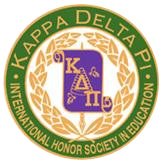 KAPPA DELTA PI
ΚΔΠ
INTERNATIONAL HONOR SOCIETY IN EDUCATION